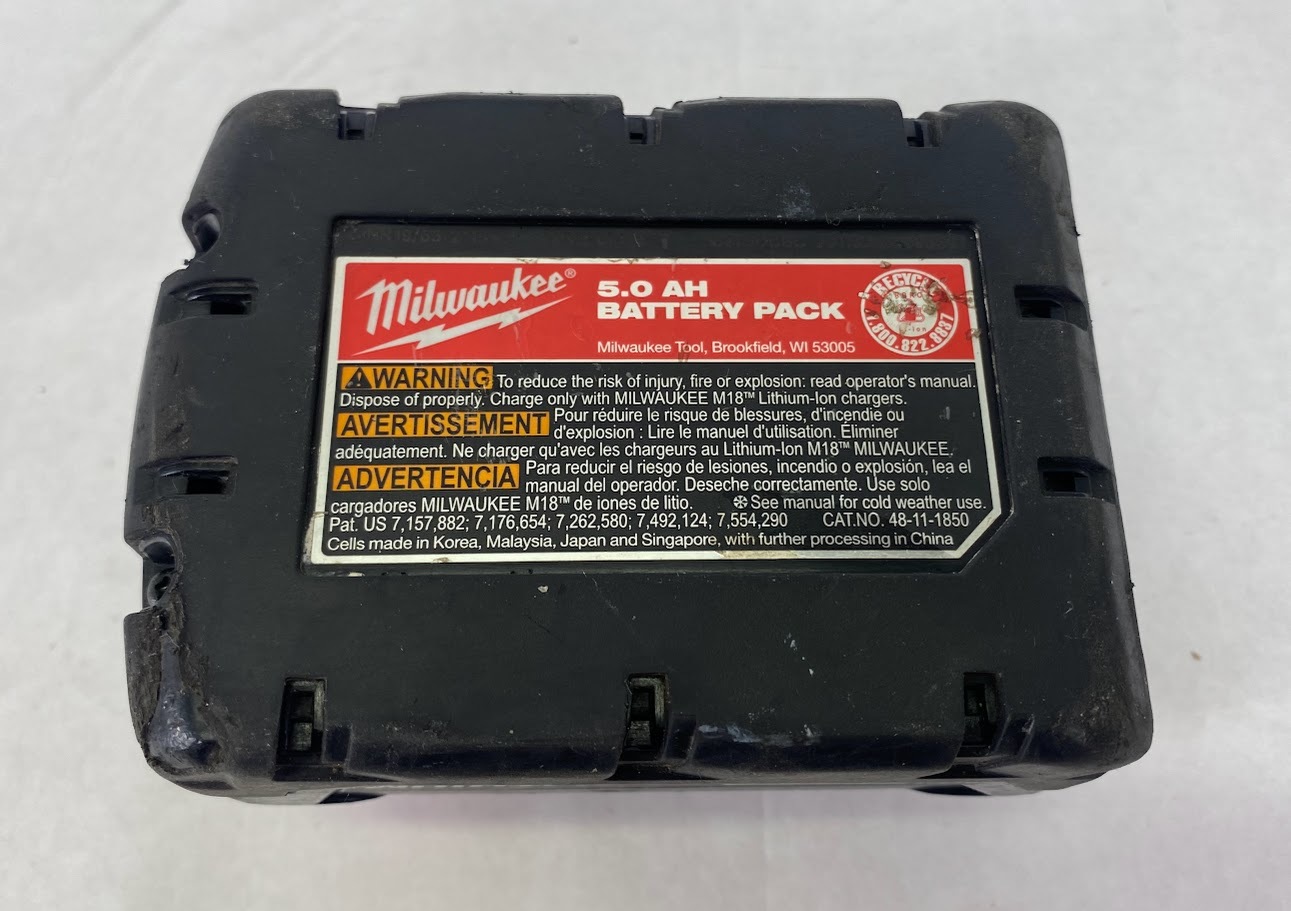 Milwaukee®
5.0 AH
BATTERY PACK
Milwaukee Tool, Brookfield, WI 53005
RECYCLE
1.800.822.8837
WARNING To reduce the risk of injury, fire or explosion: read operator's manual.
Dispose of properly. Charge only with MILWAUKEE M18™ Lithium-Ion chargers.
AVERTISSEMENT Pour réduire le risque de blessures, d'incendie ou
d'explosion : Lire le manuel d'utilisation. Éliminer
adéquatement. Ne charger qu'avec les chargeurs au Lithium-Ion M18™ MILWAUKEE.
ADVERTENCIA Para reducir el riesgo de lesiones, incendio o explosión, lea el
manual del operador. Deseche correctamente. Use solo
cargadores MILWAUKEE M18™ de iones de litio. ❄See manual for cold weather use.
Pat. US 7,157,882; 7,176,654; 7,262,580; 7,492,124; 7,554,290 CAT.NO. 48-11-1850
Cells made in Korea, Malaysia, Japan and Singapore, with further processing in China